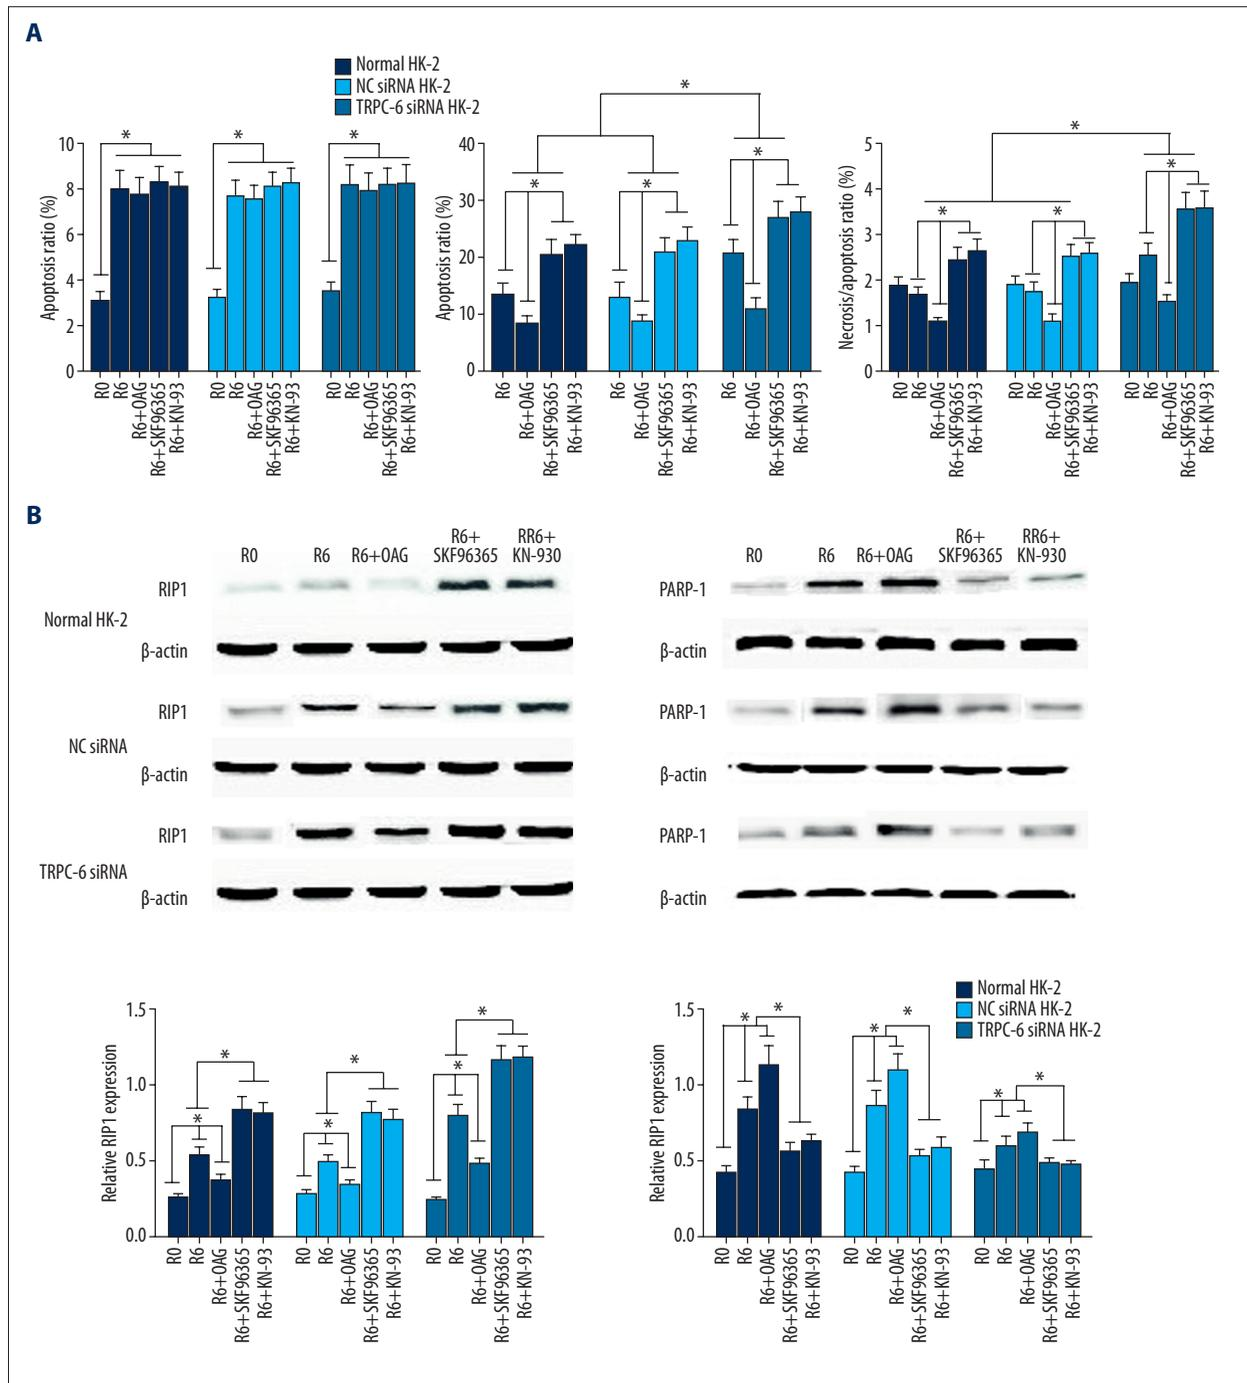 A
Normal HK-2
NC siRNA HK-2
TRPC-6 siRNA HK-2
Apoptosis ratio (%)
10
8
6
4
2
0
*
*
*
R0
R6
R6+OAG
R6+SKF96365
R6+KN-93
R0
R6
R6+OAG
R6+SKF96365
R6+KN-93
R0
R6
R6+OAG
R6+SKF96365
R6+KN-93
Apoptosis ratio (%)
40
30
20
10
0
*
*
*
*
R6
R6+OAG
R6+SKF96365
R6+KN-93
R6
R6+OAG
R6+SKF96365
R6+KN-93
R6
R6+OAG
R6+SKF96365
R6+KN-93
Necrosis/apoptosis ratio (%)
5
4
3
2
1
0
*
*
*
*
R0
R6
R6+OAG
R6+SKF96365
R6+KN-93
R0
R6
R6+OAG
R6+SKF96365
R6+KN-93
R0
R6
R6+OAG
R6+SKF96365
R6+KN-93
B
R0 R6 R6+OAG R6+ SKF96365 RR6+ KN-930
RIP1
Normal HK-2
β-actin
RIP1
NC siRNA
β-actin
RIP1
TRPC-6 siRNA
β-actin
R0 R6 R6+OAG R6+ SKF96365 RR6+ KN-930
PARP-1
β-actin
PARP-1
β-actin
PARP-1
β-actin
Relative RIP1 expression
1.5
1.0
0.5
0.0
*
*
*
*
*
*
R0
R6
R6+OAG
R6+SKF96365
R6+KN-93
R0
R6
R6+OAG
R6+SKF96365
R6+KN-93
R0
R6
R6+OAG
R6+SKF96365
R6+KN-93
Normal HK-2
NC siRNA HK-2
TRPC-6 siRNA HK-2
Relative RIP1 expression
1.5
1.0
0.5
0.0
*
*
*
*
*
*
R0
R6
R6+OAG
R6+SKF96365
R6+KN-93
R0
R6
R6+OAG
R6+SKF96365
R6+KN-93
R0
R6
R6+OAG
R6+SKF96365
R6+KN-93